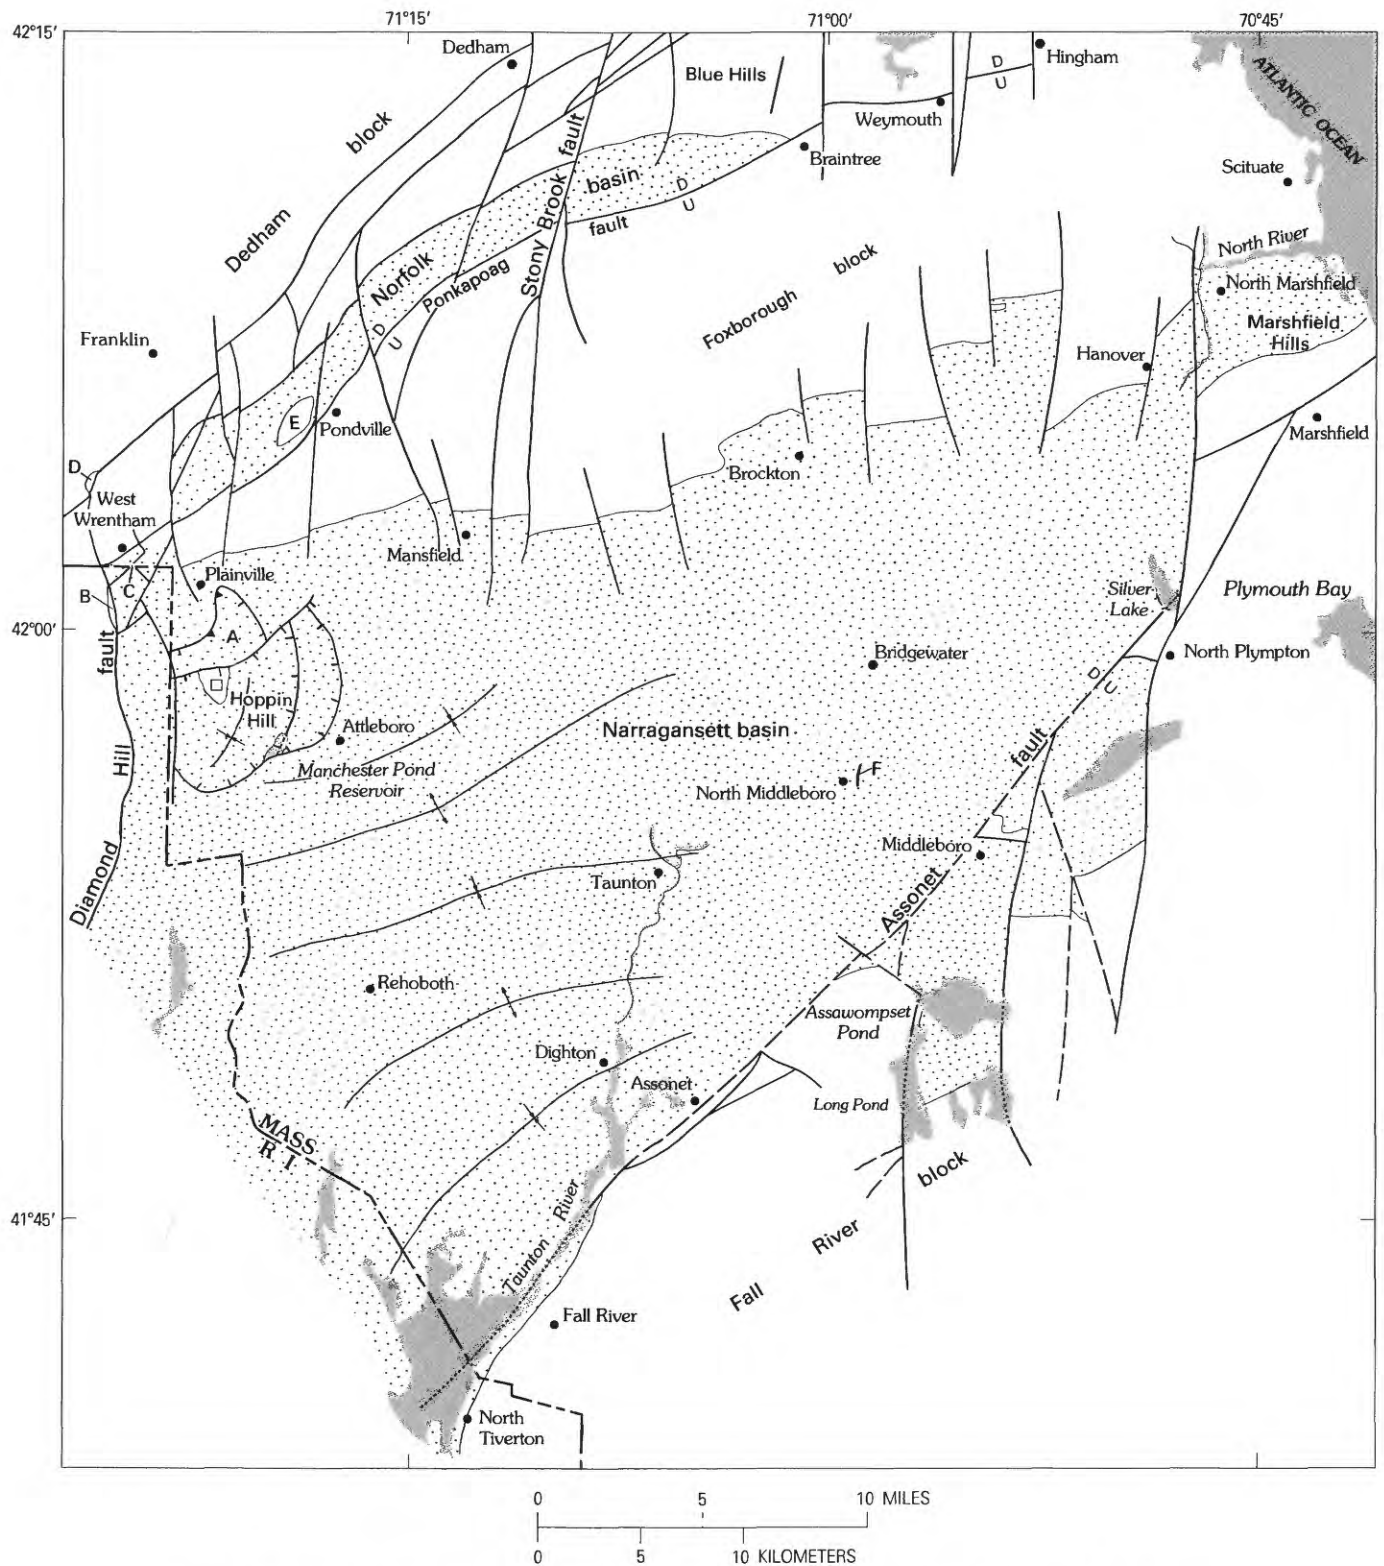 71°15′
71°00′
70°45′
42°15′
Dedham
Blue Hills
D
U
Hingham
ATLANTIC OCEAN
block
Weymouth
Braintree
Scituate
Stony Brook fault
basin
D
U
fault
Dedham
North River
Norfolk
Ponkapoag
block
North Marshfield
Foxborough
Marshfield
Hills
D
U
Franklin
Hanover
E
Pondville
Marshfield
D
Brockton
West
Wrentham
Mansfield
C
Plainville
B
Silver
Lake
Plymouth Bay
42°00′
A
fault
Bridgewater
North Plympton
D
U
Hoppin
Hill
Attleboro
Narragansett basin
fault
Hill
Manchester Pond
Reservoir
F
North Middleboro
Middleboro
Taunton
Diamond
Assonet
Rehoboth
Assawompset
Pond
Dighton
Assonet
Long Pond
MASS
R I
block
River
41°45′
River
Taunton
Fall
Fall River
North
Tiverton
0 5 10 MILES
0 5 10 KILOMETERS